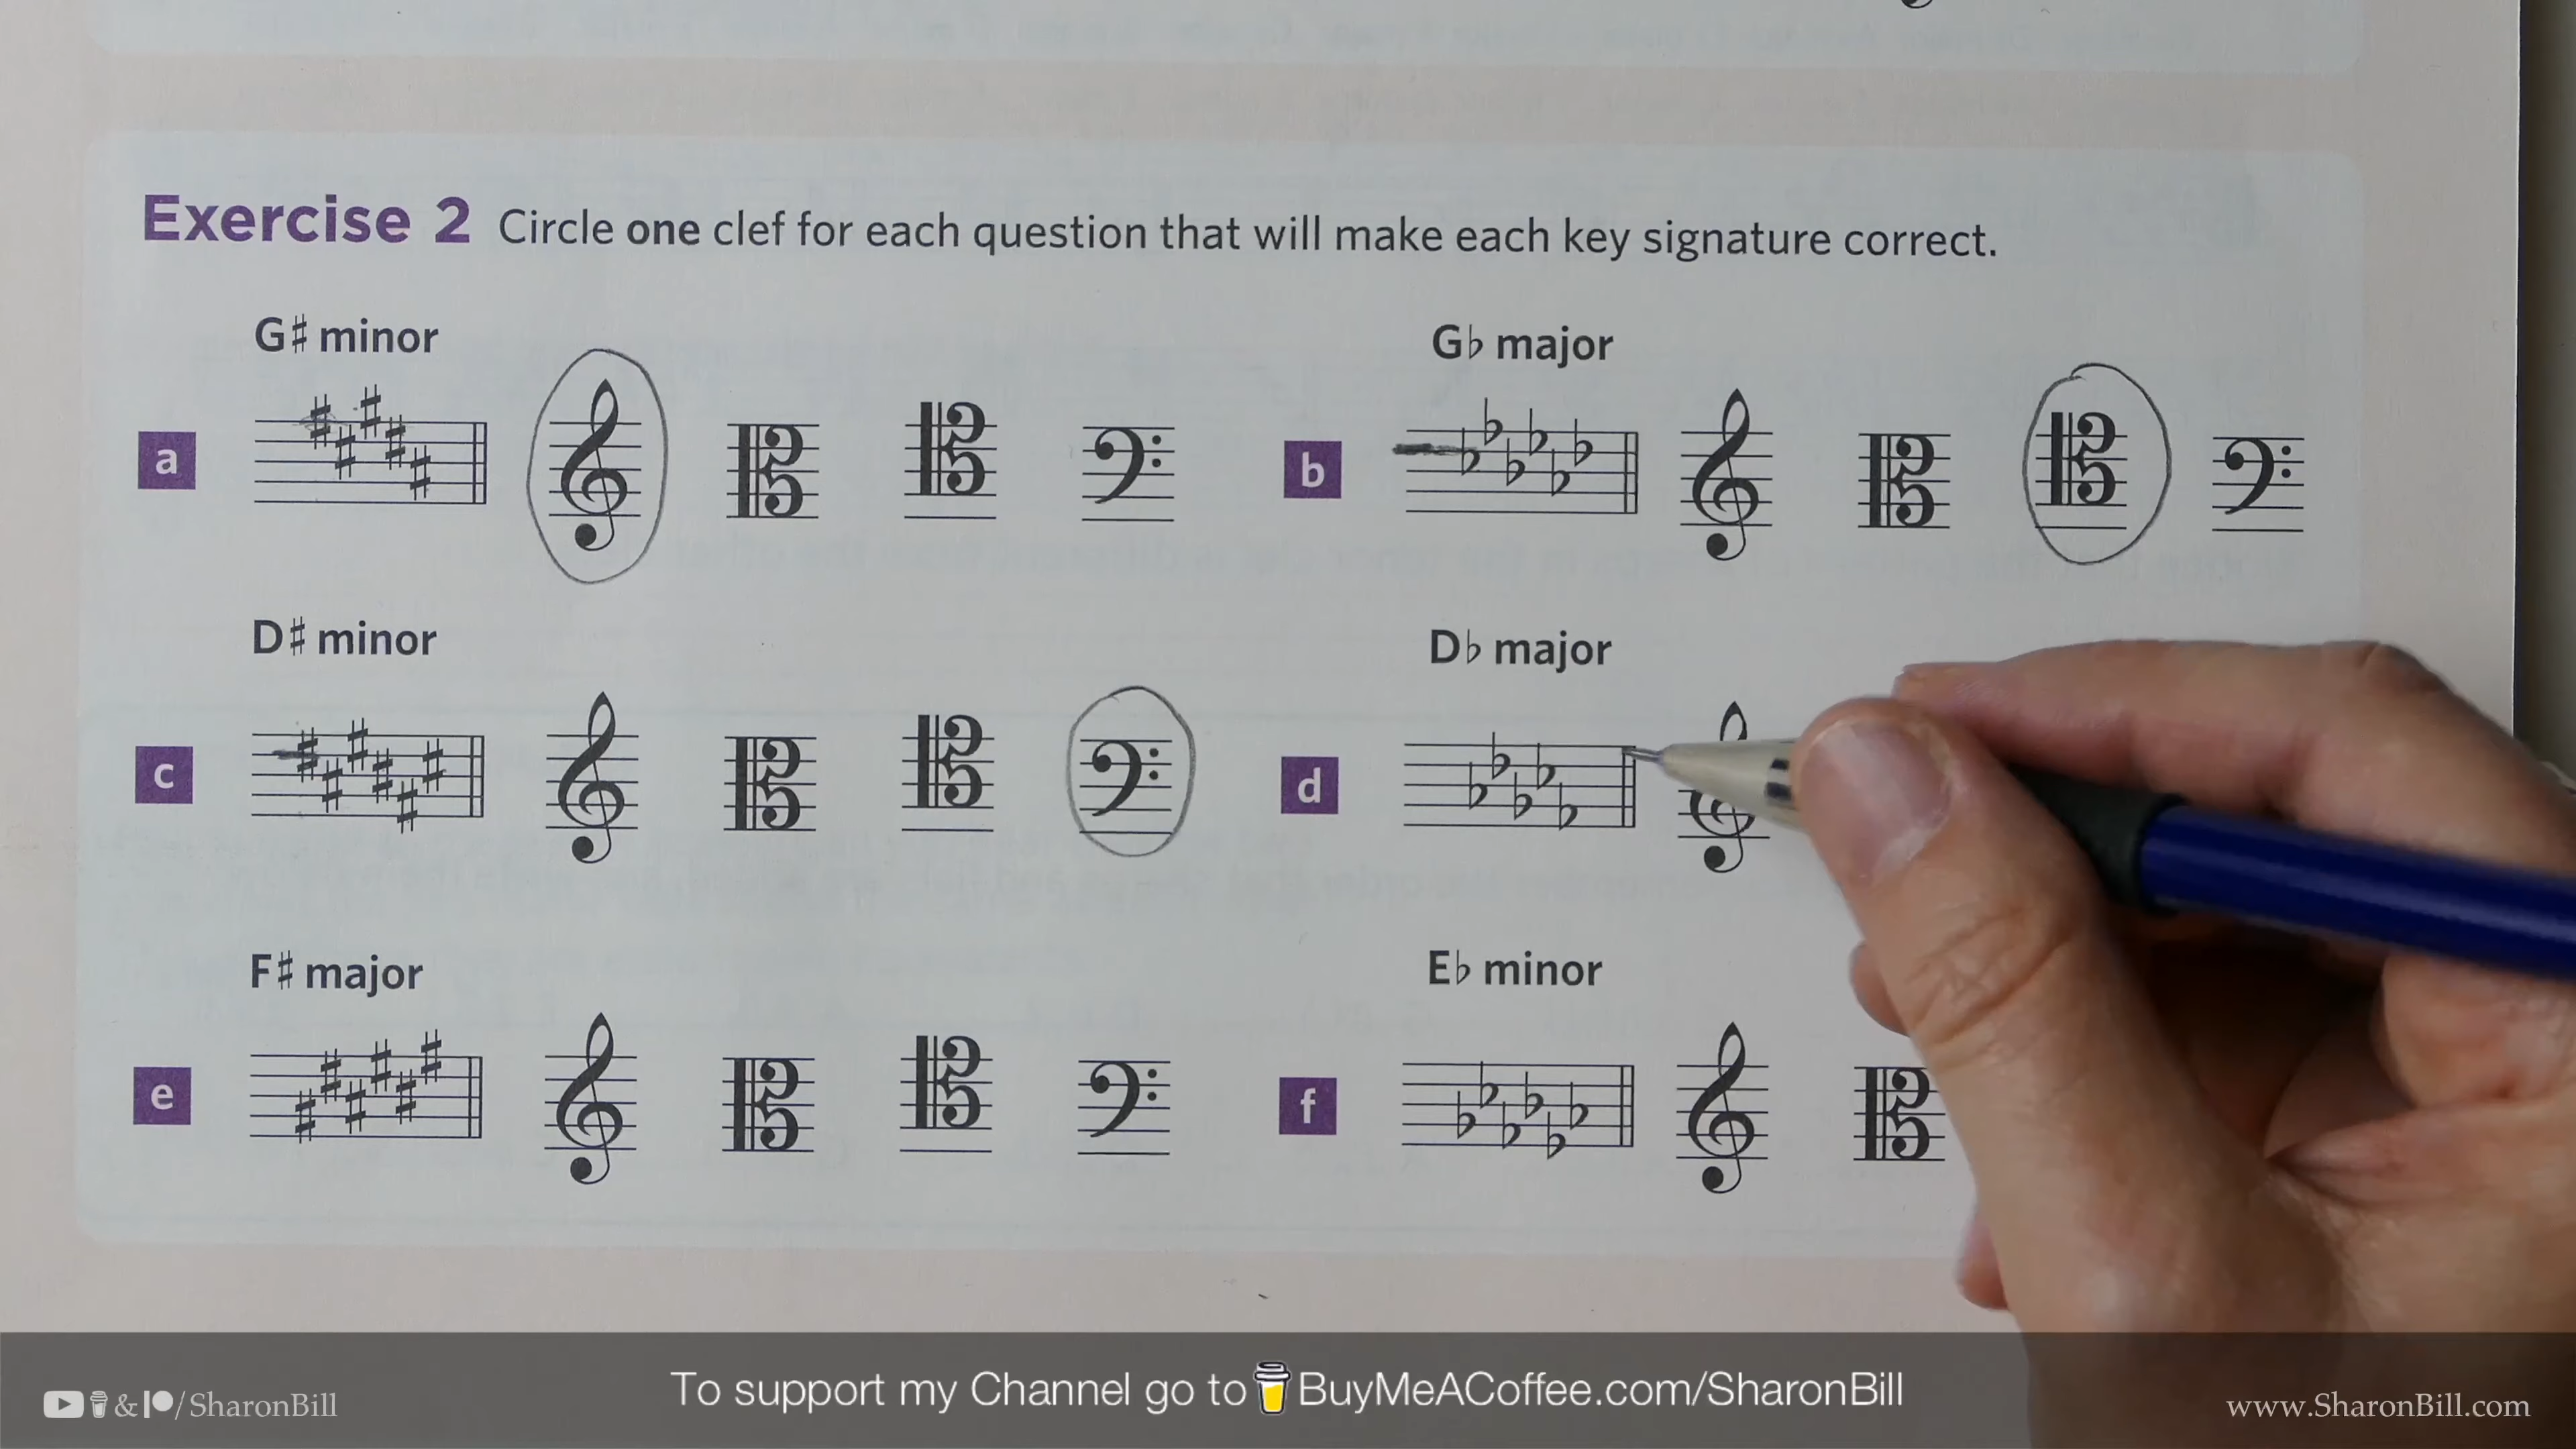 Exercise 2 Circle one clef for each question that will make each key signature correct.
G♯ minor
G♭ major
a
b
D♯ minor
D♭ major
c
d
F♯ major
E♭ minor
e
f
&/SharonBill
To support my Channel go to BuyMeACoffee.com/SharonBill
www.SharonBill.com